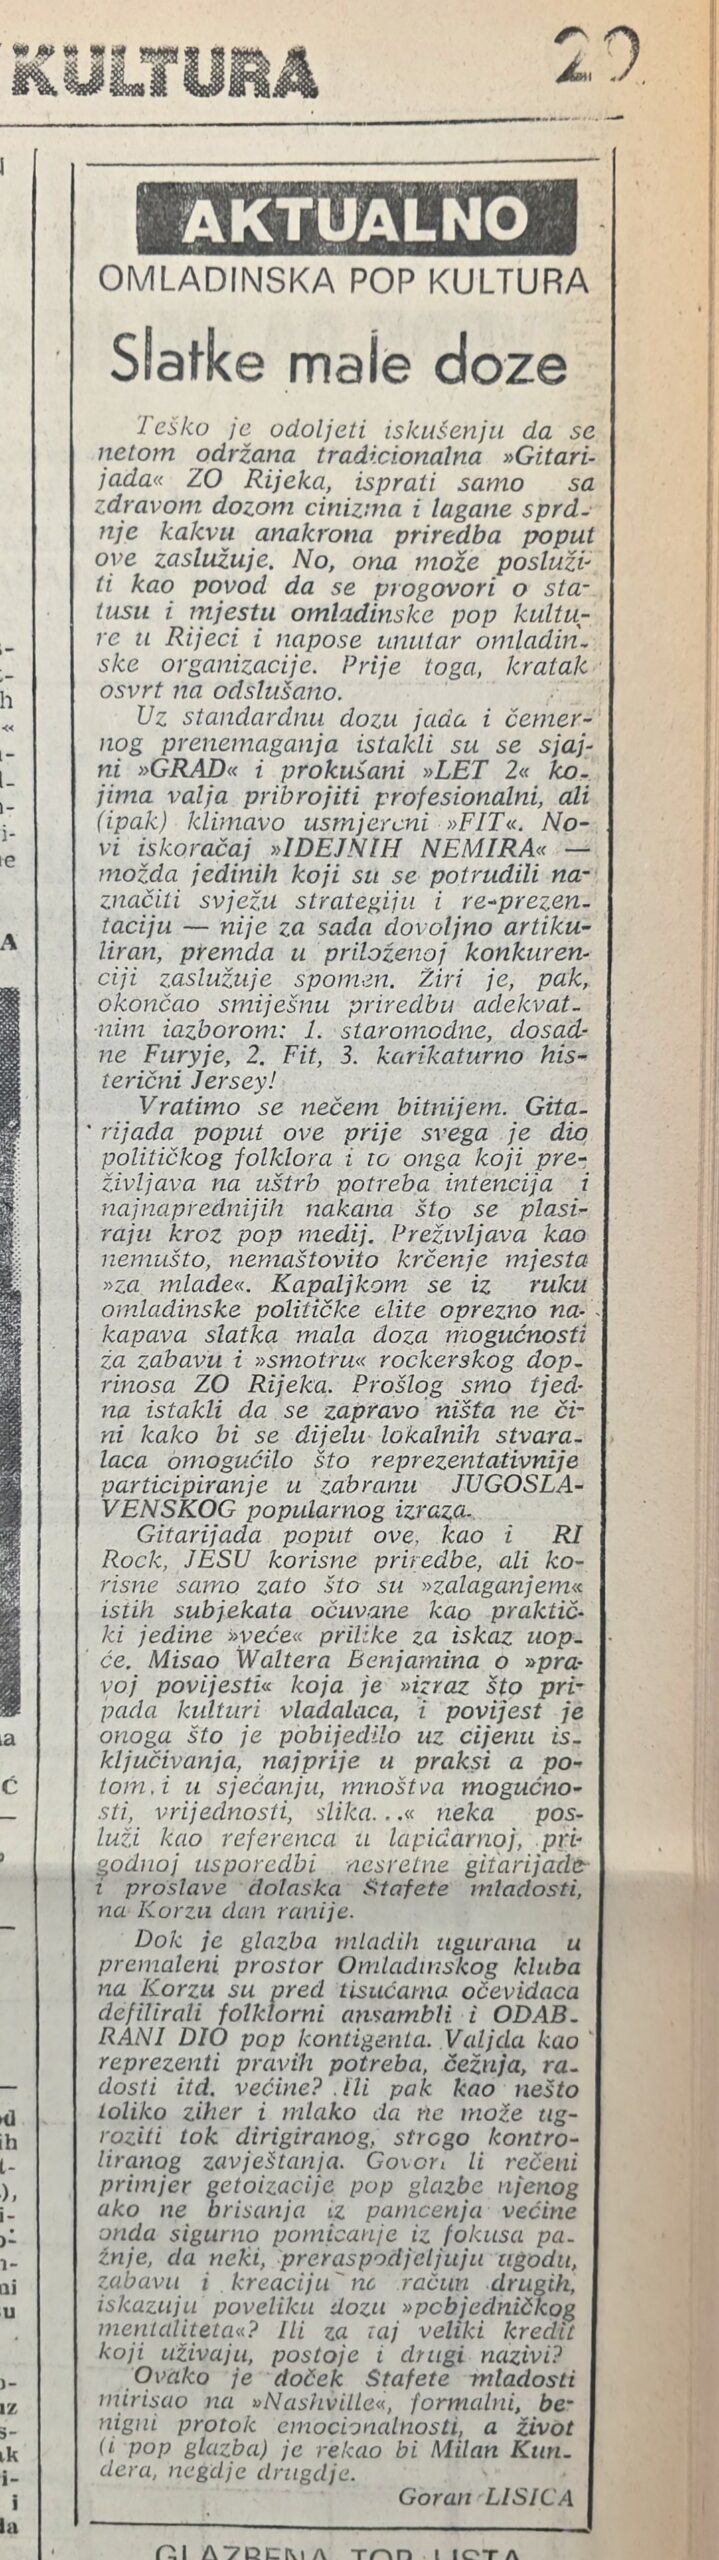 KULTURA
29
AKTUALNO
OMLADINSKA POP KULTURA
Slatke male doze
Teško je odoljeti iskušenju da se
netom održana tradicionalna »Gitari-
jada« ZO Rijeka, isprati samo sa
zdravom dozom cinizma i lagane sprd-
nje kakvu anakrona priredba poput
ove zaslužuje. No, ona može posluži-
ti kao povod da se progovori o sta-
tusu i mjestu omladinske pop kultu-
re u Rijeci i napose unutar omladin-
ske organizacije. Prije toga, kratak
osvrt na odslušano.
Uz standardnu dozu jada i čemer-
nog prenemaganja istakli su se sjaj-
ni »GRAD« i prokušani »LET 2« ko-
jima valja pribrojiti profesionalni, ali
(ipak) klimavo usmjereni »FIT«. No-
vi iskoračaj »IDEJNIH NEMIRA« —
možda jedinih koji su se potrudili na-
značiti svježu strategiju i re-prezen-
taciju — nije za sada dovoljno artiku-
liran, premda u priloženoj konkuren-
ciji zaslužuje spomen. Žiri je, pak,
okončao smiješnu priredbu adekvat-
nim iazborom: 1. staromodne, dosad-
ne Furyje, 2. Fit, 3. karikaturno his-
terični Jersey!
Vratimo se nečem bitnijem. Gita-
rijada poput ove prije svega je dio
političkog folklora i to onga koji pre-
življava na uštrb potreba intencija i
najnaprednijih nakana što se plasi-
raju kroz pop medij. Preživljava kao
nemušto, nemaštovito krčenje mjesta
»za mlade«. Kapaljkom se iz ruku
omladinske političke elite oprezno na-
kapava slatka mala doza mogućnosti
za zabavu i »smotru« rockerskog dop-
rinosa ZO Rijeka. Prošlog smo tjed-
na istakli da se zapravo ništa ne či-
ni kako bi se dijelu lokalnih stvara-
laca omogućilo što reprezentativnije
participiranje u zabranu JUGOSLA-
VENSKOG popularnog izraza.
Gitarijada poput ove, kao i RI
Rock, JESU korisne priredbe, ali ko-
risne samo zato što su »zalaganjem«
istih subjekata očuvane kao praktič-
ki jedine »veće« prilike za iskaz uop-
će. Misao Waltera Benjamina o »pra-
voj povijesti« koja je »izraz što pri-
pada kulturi vladalaca, i povijest je
onoga što je pobijedilo uz cijenu is-
ključivanja, najprije u praksi a po-
tom i u sjećanju, mnoštva mogućno-
sti, vrijednosti, slika...« neka pos-
luži kao referenca u lapidarnoj, pri-
godnoj usporedbi nesretne gitarijade
i proslave dolaska Štafete mladosti,
na Korzu dan ranije.
Dok je glazba mladih ugurana u
premaleni prostor Omladinskog kluba
na Korzu su pred tisućama očevidaca
defilirali folklorni ansambli i ODAB-
RANI DIO pop kontigenta. Valjda kao
reprezenti pravih potreba, čežnja, ra-
dosti itd. većine? Ili pak kao nešto
toliko ziher i mlako da ne može ug-
roziti tok dirigiranog, strogo kontro-
liranog zavještanja. Govori li rečeni
primjer getoizacije pop glazbe njenog
ako ne brisanja iz pamćenja većine
onda sigurno pomicanje iz fokusa pa-
žnje, da neki, preraspodjeljuju ugodu,
zabavu i kreaciju na račun drugih,
iskazuju poveliku dozu »pobjedničkog
mentaliteta«? Ili za taj veliki kredit
koji uživaju, postoje i drugi nazivi?
Ovako je doček Štafete mladosti
mirisao na »Nashville«, formalni, be-
nigni protok emocionalnosti, a život
(i pop glazba) je rekao bi Milan Kun-
dera, negdje drugdje.
Goran LISICA
GLAZBENA TOP LISTA